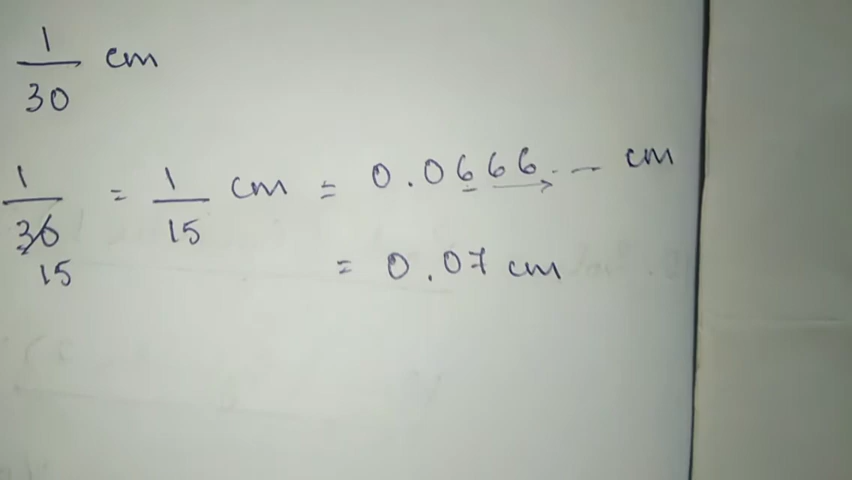 1/30 cm
1/30 = 1/15 cm = 0.0666... cm
15
= 0.07 cm